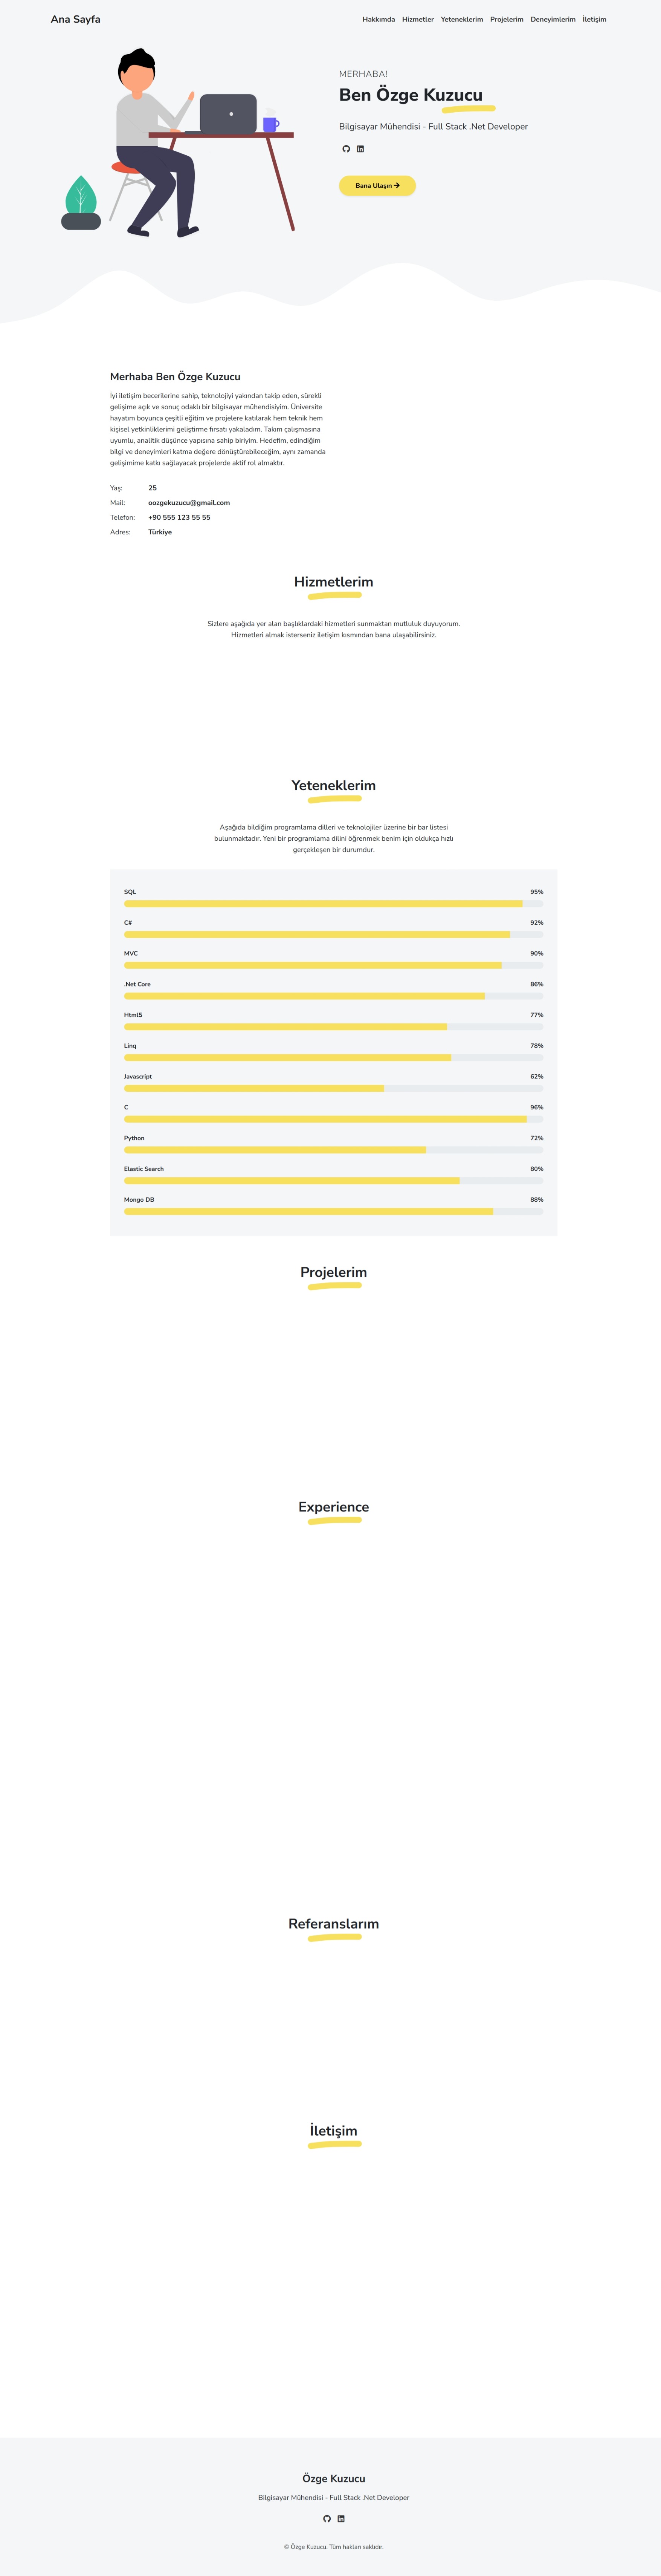 Ana Sayfa
Hakkımda Hizmetler Yeteneklerim Projelerim Deneyimlerim İletişim
MERHABA!
Ben Özge Kuzucu
Bilgisayar Mühendisi - Full Stack .Net Developer
Bana Ulaşın
Merhaba Ben Özge Kuzucu
İyi iletişim becerilerine sahip, teknolojiyi yakından takip eden, sürekli
gelişime açık ve sonuç odaklı bir bilgisayar mühendisiyim. Üniversite
hayatım boyunca çeşitli eğitim ve projelere katılarak hem teknik hem
kişisel yetkinliklerimi geliştirme fırsatı yakaladım. Takım çalışmasına
uyumlu, analitik düşünce yapısına sahip biriyim. Hedefim, edindiğim
bilgi ve deneyimleri katma değere dönüştürebileceğim, aynı zamanda
gelişimime katkı sağlayacak projelerde aktif rol almaktır.
Yaş: 25
Mail: oozgekuzucu@gmail.com
Telefon: +90 555 123 55 55
Adres: Türkiye
Hizmetlerim
Sizlere aşağıda yer alan başlıklardaki hizmetleri sunmaktan mutluluk duyuyorum.
Hizmetleri almak isterseniz iletişim kısmından bana ulaşabilirsiniz.
Yeteneklerim
Aşağıda bildiğim programlama dilleri ve teknolojiler üzerine bir bar listesi
bulunmaktadır. Yeni bir programlama dilini öğrenmek benim için oldukça hızlı
gerçekleşen bir durumdur.
SQL 95%
C# 92%
MVC 90%
.Net Core 86%
Html5 77%
Linq 78%
Javascript 62%
C 96%
Python 72%
Elastic Search 80%
Mongo DB 88%
Projelerim
Experience
Referanslarım
İletişim
Özge Kuzucu
Bilgisayar Mühendisi - Full Stack .Net Developer
© Özge Kuzucu. Tüm hakları saklıdır.